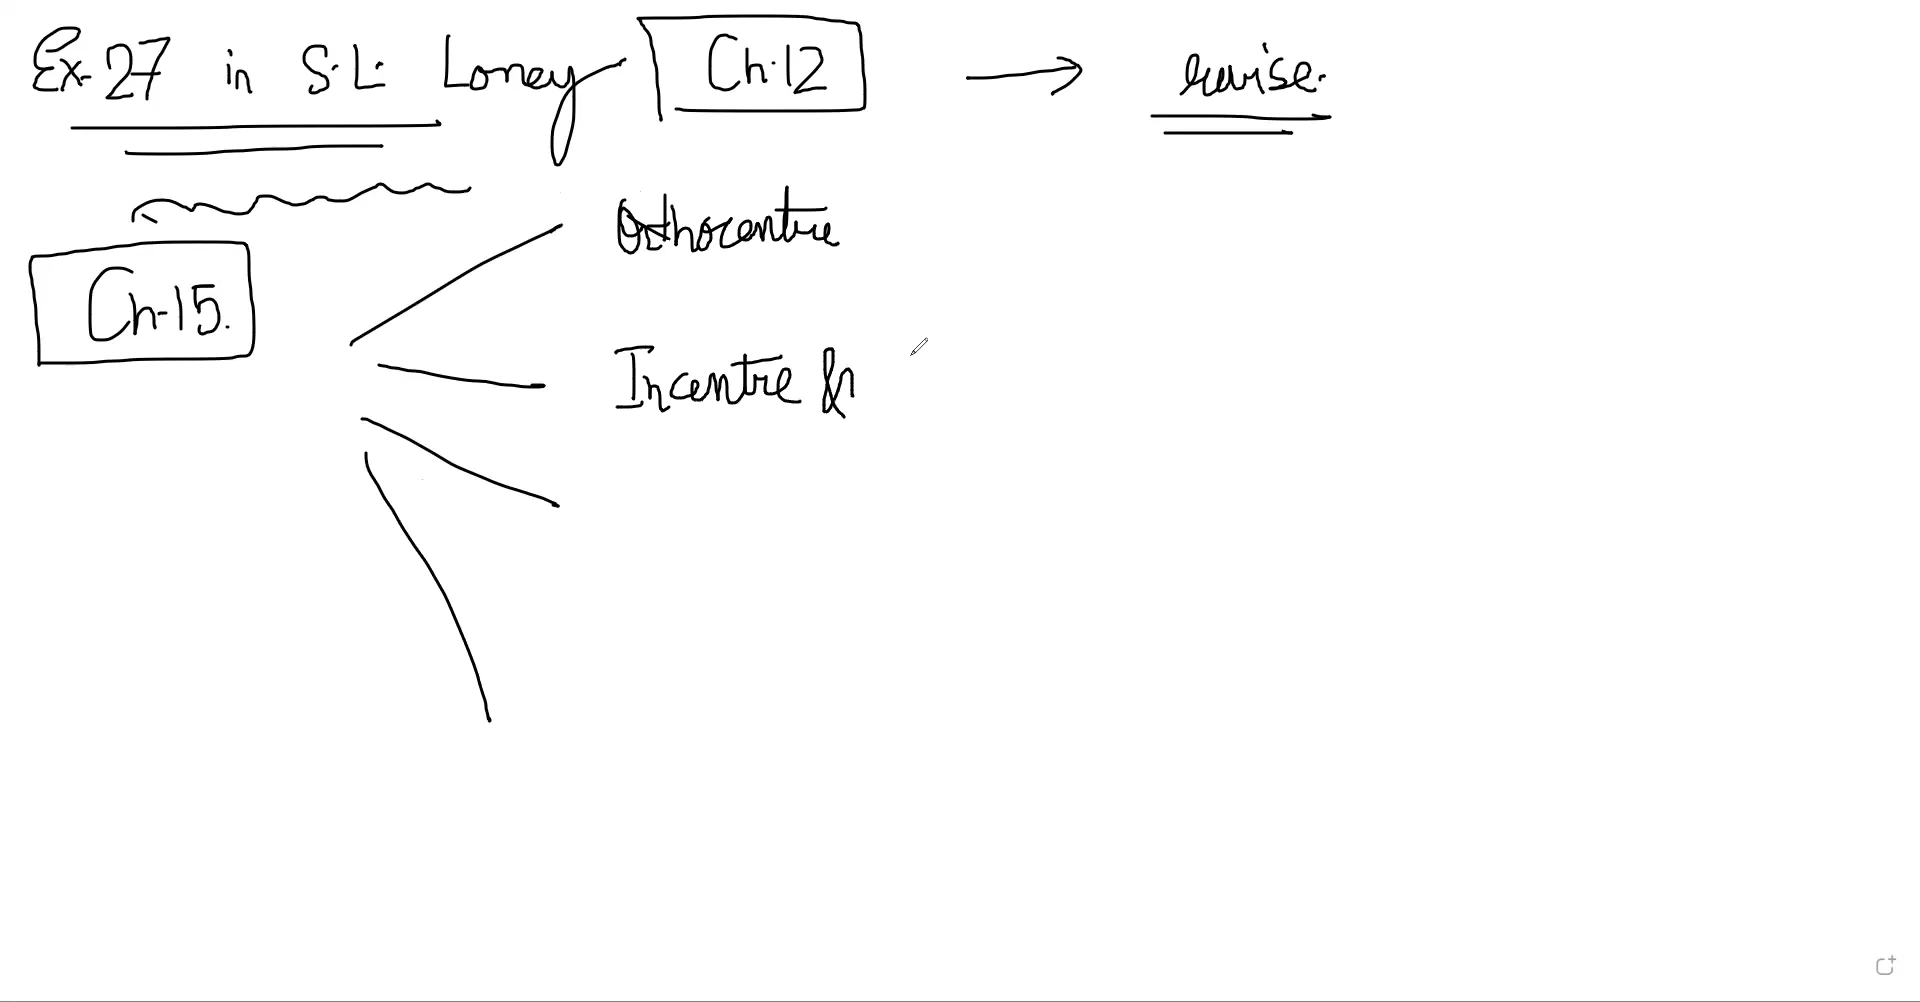 Ex. 27 in S.L. Loney Ch.12 → revise.
Orthocentre
Ch-15.
Incentre &